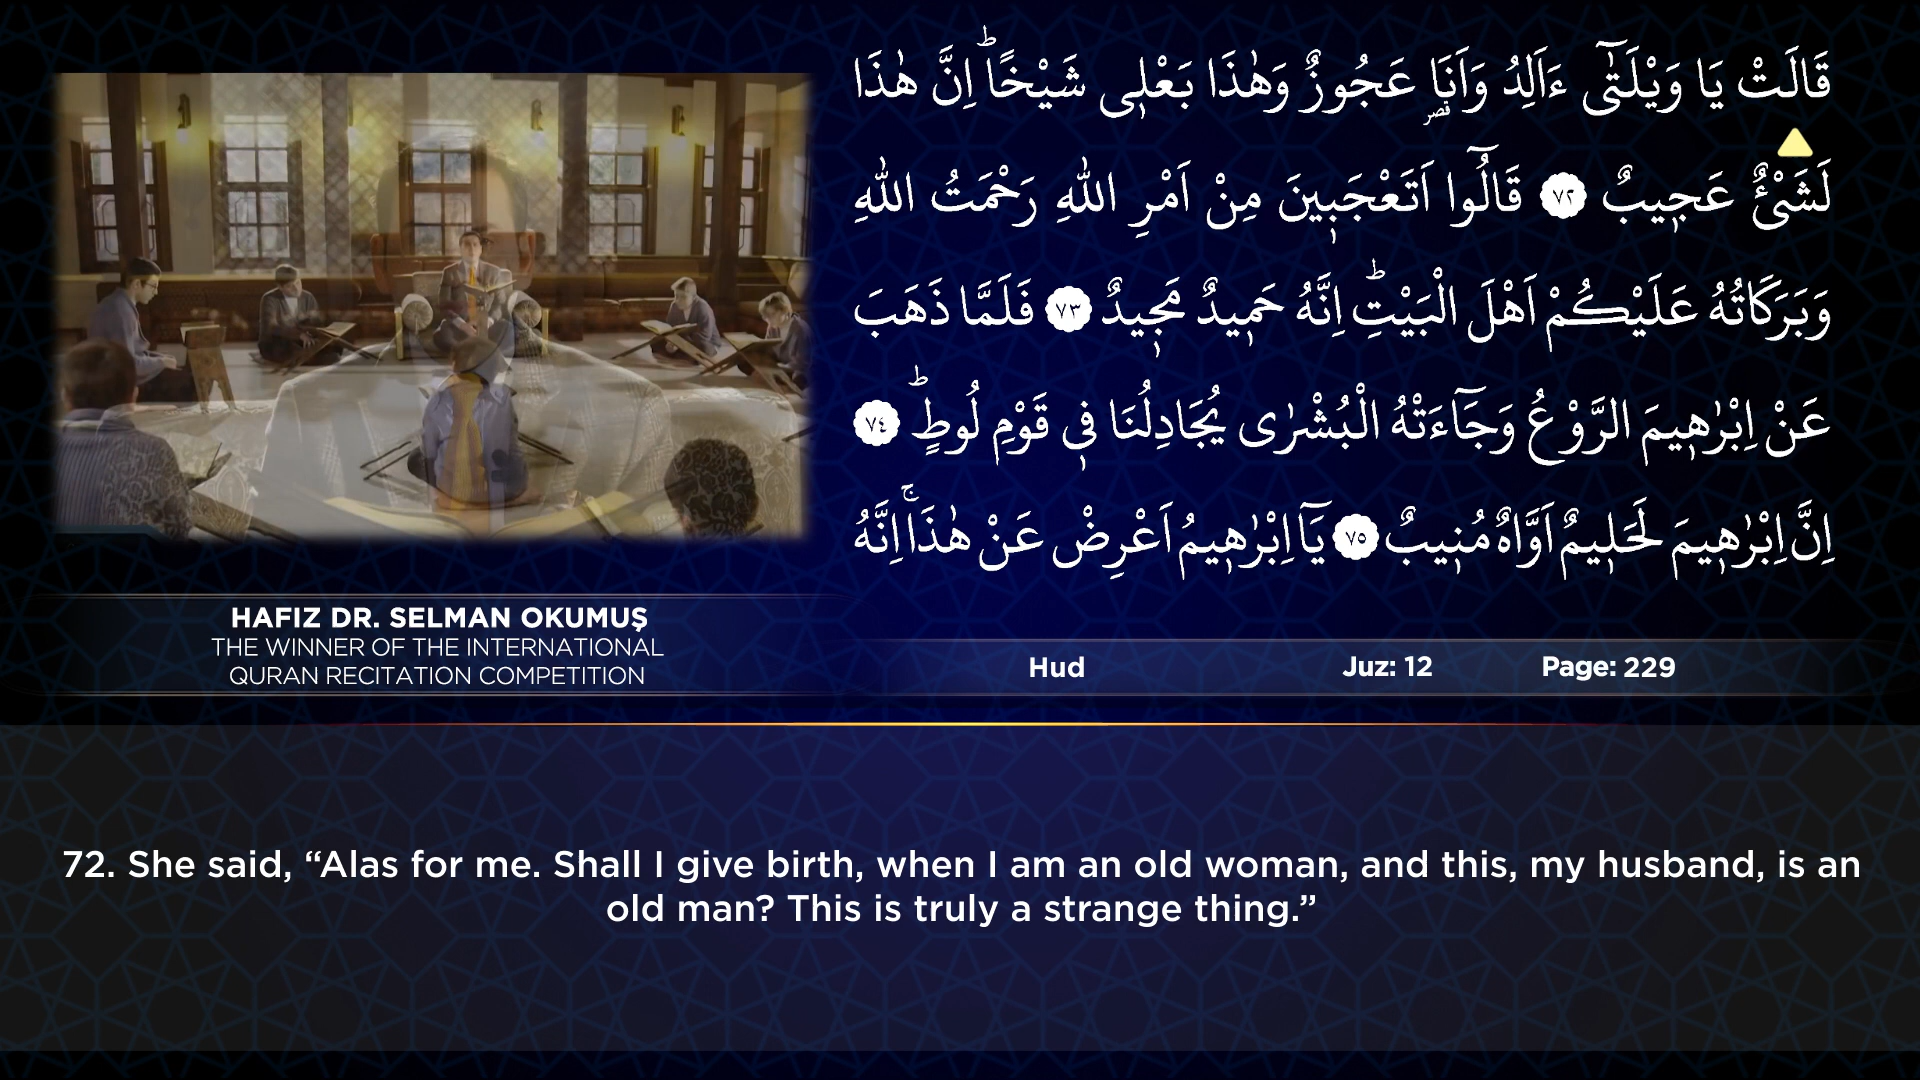 قَالَتْ يَا وَيْلَتٰٓى ءَاَلِدُ وَاَنَا۬ عَجُوزٌ وَهٰذَا بَعْل۪ى شَيْخًاۜ اِنَّ هٰذَا
لَشَىْءٌ عَج۪يبٌ ٧٢ قَالُٓوا اَتَعْجَب۪ينَ مِنْ اَمْرِ اللّٰهِ رَحْمَتُ اللّٰهِ
وَبَرَكَاتُهُ عَلَيْكُمْ اَهْلَ الْبَيْتِۜ اِنَّهُ حَم۪يدٌ مَج۪يدٌ ٧٣ فَلَمَّا ذَهَبَ
عَنْ اِبْرٰه۪يمَ الرَّوْعُ وَجَٓاءَتْهُ الْبُشْرٰى يُجَادِلُنَا ف۪ى قَوْمِ لُوطٍۜ ٧٤
اِنَّ اِبْرٰه۪يمَ لَحَل۪يمٌ اَوَّاهٌ مُن۪يبٌ ٧٥ يَٓا اِبْرٰه۪يمُ اَعْرِضْ عَنْ هٰذَاۚ اِنَّهُ
HAFIZ DR. SELMAN OKUMUŞ
THE WINNER OF THE INTERNATIONAL
QURAN RECITATION COMPETITION
Hud Juz: 12 Page: 229
72. She said, “Alas for me. Shall I give birth, when I am an old woman, and this, my husband, is an
old man? This is truly a strange thing.”